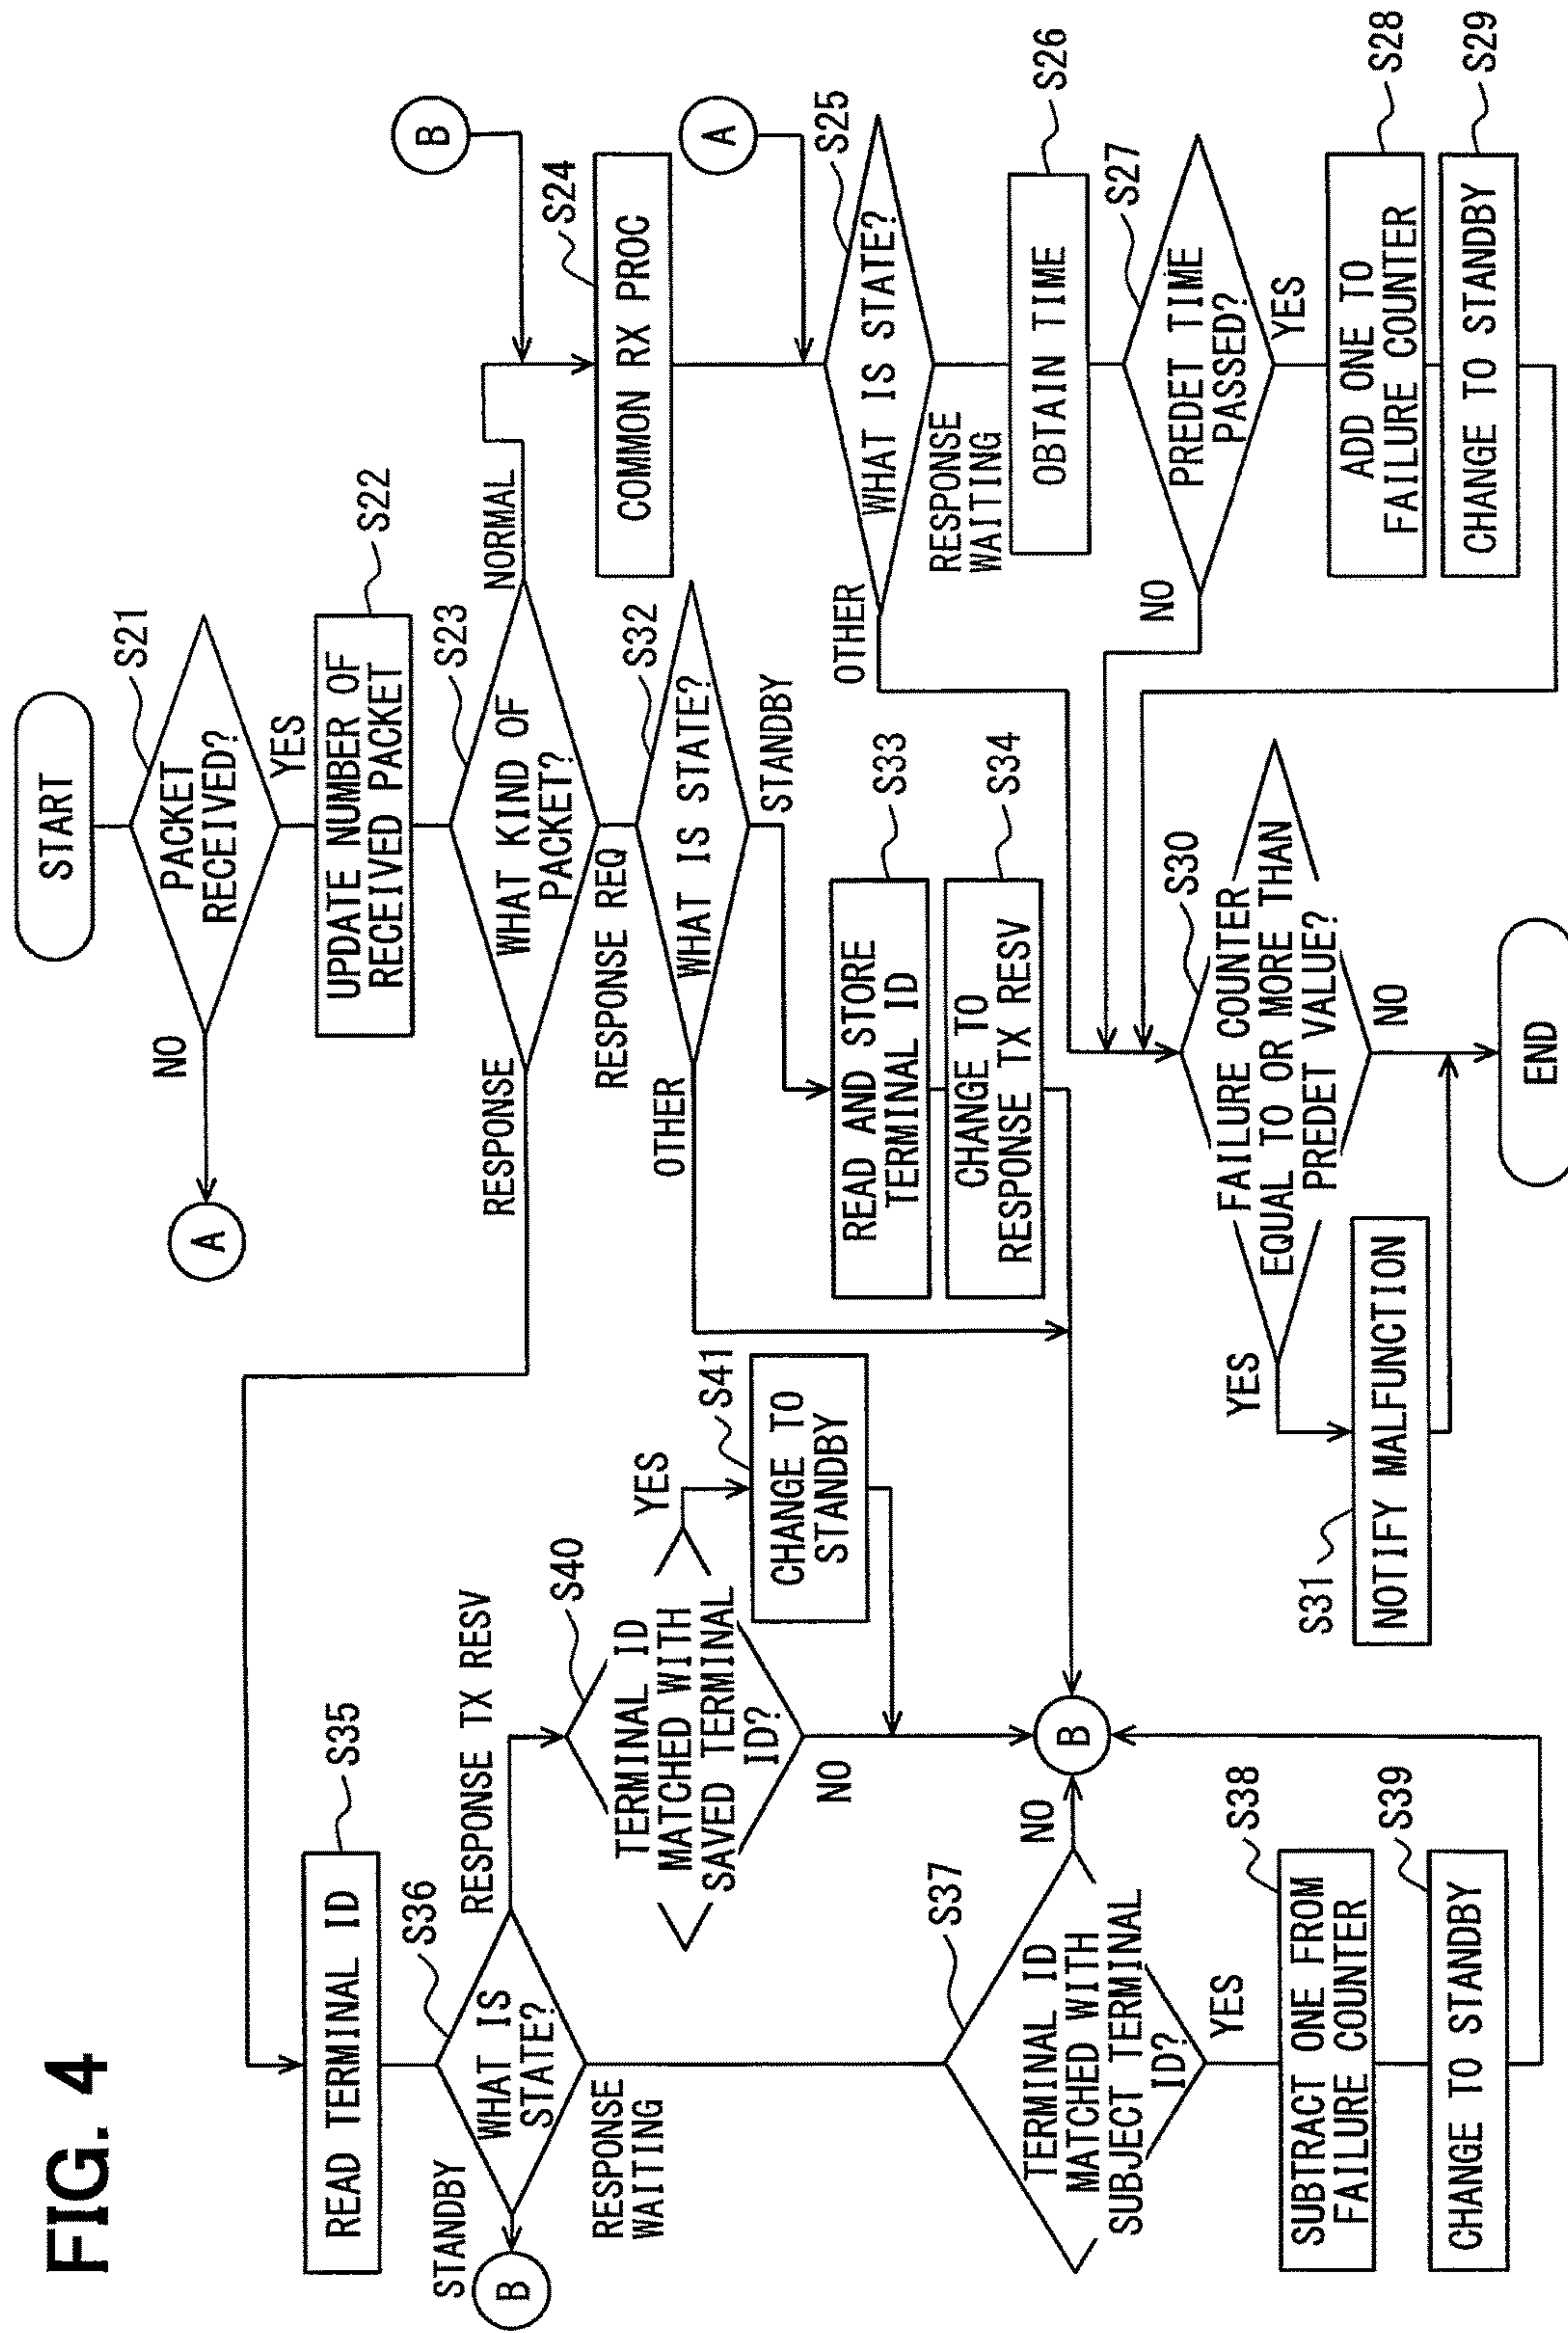 FIG. 4
START
S21
PACKET
RECEIVED?
NO
A
YES
S22
UPDATE NUMBER OF
RECEIVED PACKET
S23
WHAT KIND OF
PACKET?
NORMAL
RESPONSE
RESPONSE REQ
B
S24
COMMON RX PROC
A
S25
WHAT IS STATE?
OTHER
RESPONSE
WAITING
S26
OBTAIN TIME
S27
PREDET TIME
PASSED?
NO
YES
S28
ADD ONE TO
FAILURE COUNTER
S29
CHANGE TO STANDBY
S32
WHAT IS STATE?
OTHER
STANDBY
S33
READ AND STORE
TERMINAL ID
S34
CHANGE TO
RESPONSE TX RESV
S30
FAILURE COUNTER
EQUAL TO OR MORE THAN
PREDET VALUE?
YES
NO
S31
NOTIFY MALFUNCTION
END
S35
READ TERMINAL ID
S36
WHAT IS
STATE?
STANDBY
B
RESPONSE TX RESV
RESPONSE
WAITING
S40
TERMINAL ID
MATCHED WITH
SAVED TERMINAL
ID?
YES
NO
S41
CHANGE TO
STANDBY
B
S37
TERMINAL ID
MATCHED WITH
SUBJECT TERMINAL
ID?
NO
YES
S38
SUBTRACT ONE FROM
FAILURE COUNTER
S39
CHANGE TO STANDBY